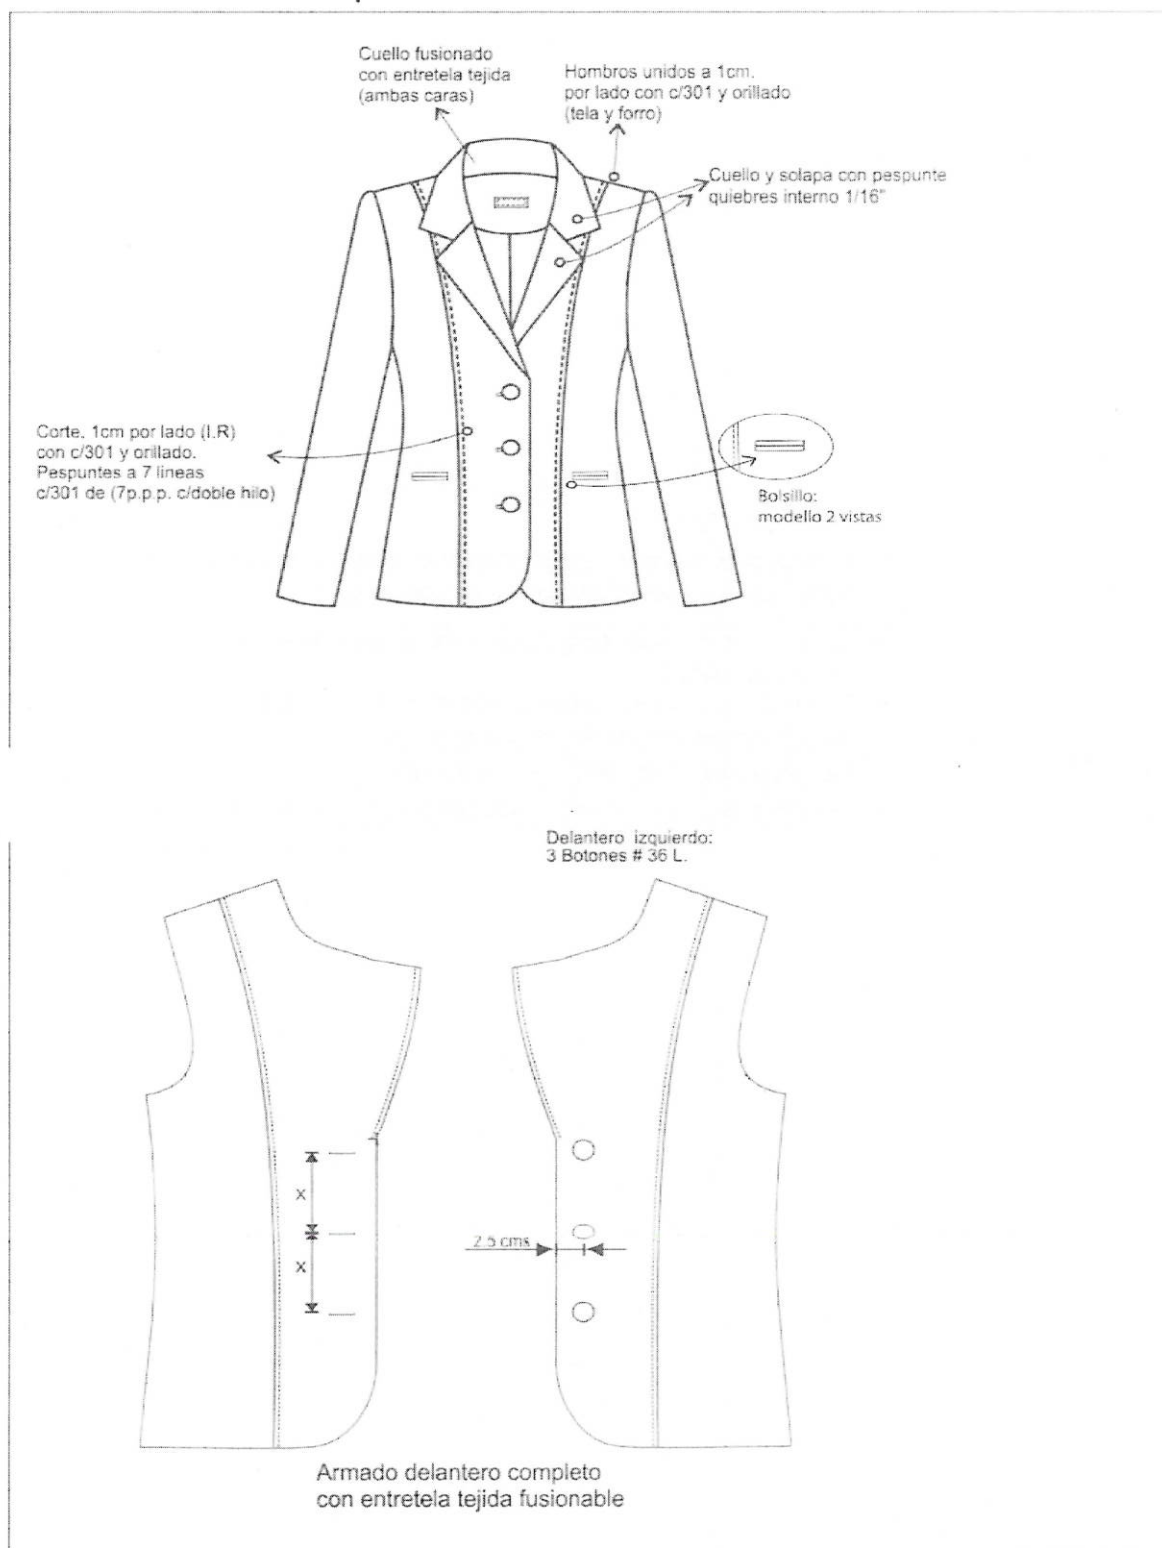 Cuello fusionado
con entretela tejida
(ambas caras)
Hombros unidos a 1cm.
por lado con c/301 y orillado
(tela y forro)
Cuello y solapa con pespunte
quiebres interno 1/16"
Corte. 1cm por lado (I.R)
con c/301 y orillado.
Pespuntes a 7 lineas
c/301 de (7p.p.p. c/doble hilo)
Bolsillo:
modello 2 vistas
Delantero izquierdo:
3 Botones # 36 L.
X
X
2.5 cms
Armado delantero completo
con entretela tejida fusionable